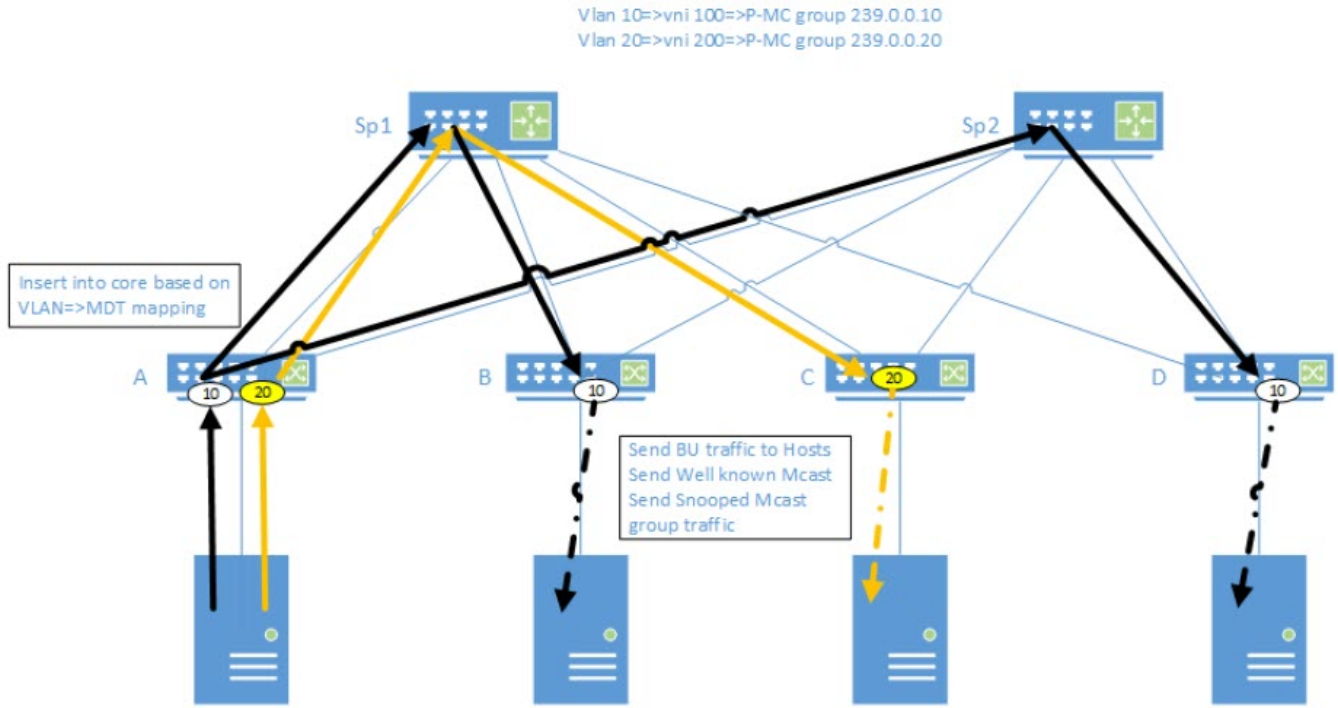 Vlan 10=>vni 100=>P-MC group 239.0.0.10
Vlan 20=>vni 200=>P-MC group 239.0.0.20
Sp1
Sp2
Insert into core based on
VLAN=>MDT mapping
A
10
20
B
10
C
20
D
10
Send BU traffic to Hosts
Send Well known Mcast
Send Snooped Mcast
group traffic